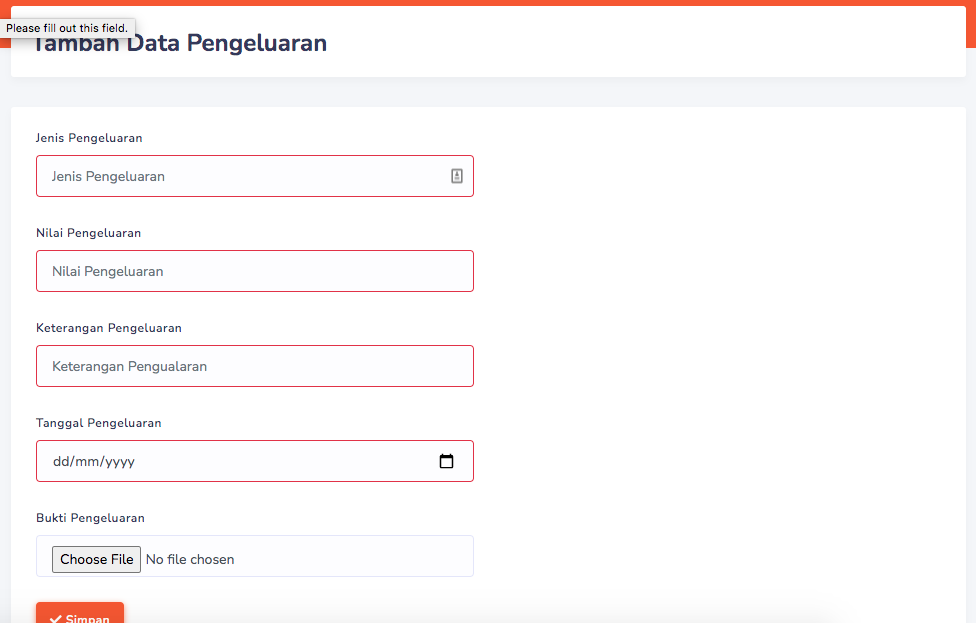 Please fill out this field.
Tambah Data Pengeluaran
Jenis Pengeluaran
Jenis Pengeluaran
Nilai Pengeluaran
Nilai Pengeluaran
Keterangan Pengeluaran
Keterangan Pengualaran
Tanggal Pengeluaran
dd/mm/yyyy
Bukti Pengeluaran
Choose File No file chosen
Simpan